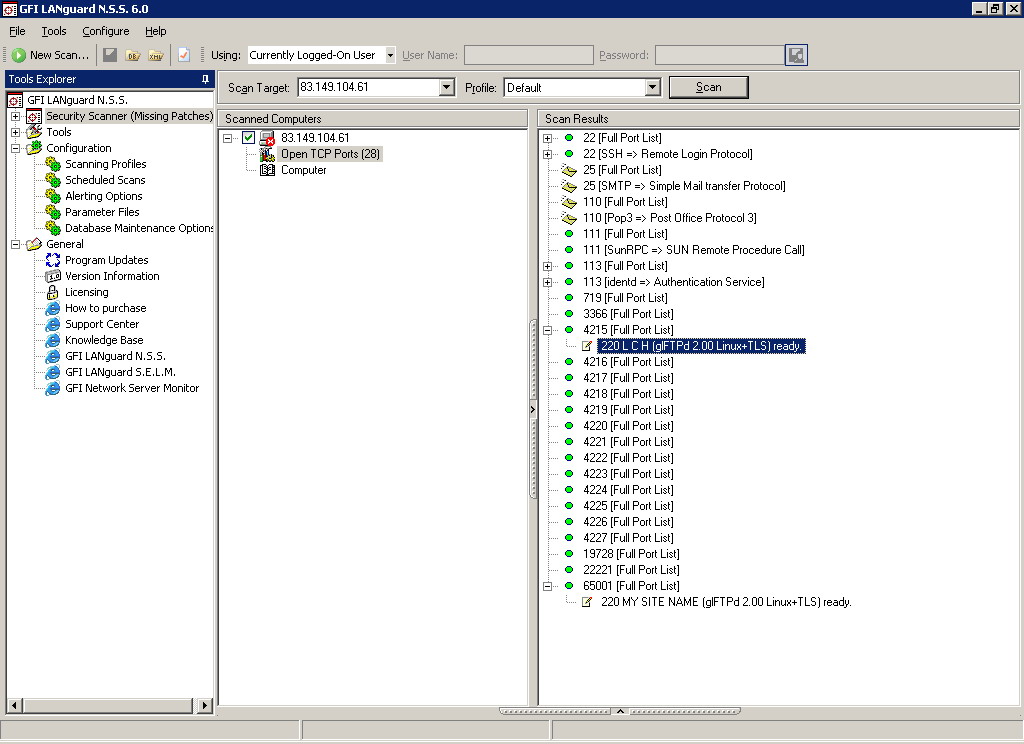 GFI LANguard N.S.S. 6.0
File Tools Configure Help
New Scan... Using: Currently Logged-On User User Name: Password:
Tools Explorer
Scan Target: 83.149.104.61 Profile: Default Scan
GFI LANguard N.S.S.
Security Scanner (Missing Patches)
Tools
Configuration
Scanning Profiles
Scheduled Scans
Alerting Options
Parameter Files
Database Maintenance Options
General
Program Updates
Version Information
Licensing
How to purchase
Support Center
Knowledge Base
GFI LANguard N.S.S.
GFI LANguard S.E.L.M.
GFI Network Server Monitor
Scanned Computers
83.149.104.61
Open TCP Ports (28)
Computer
Scan Results
22 [Full Port List]
22 [SSH => Remote Login Protocol]
25 [Full Port List]
25 [SMTP => Simple Mail transfer Protocol]
110 [Full Port List]
110 [Pop3 => Post Office Protocol 3]
111 [Full Port List]
111 [SunRPC => SUN Remote Procedure Call]
113 [Full Port List]
113 [identd => Authentication Service]
719 [Full Port List]
3366 [Full Port List]
4215 [Full Port List]
220 L C H (glFTPd 2.00 Linux+TLS) ready.
4216 [Full Port List]
4217 [Full Port List]
4218 [Full Port List]
4219 [Full Port List]
4220 [Full Port List]
4221 [Full Port List]
4222 [Full Port List]
4223 [Full Port List]
4224 [Full Port List]
4225 [Full Port List]
4226 [Full Port List]
4227 [Full Port List]
19728 [Full Port List]
22221 [Full Port List]
65001 [Full Port List]
220 MY SITE NAME (glFTPd 2.00 Linux+TLS) ready.